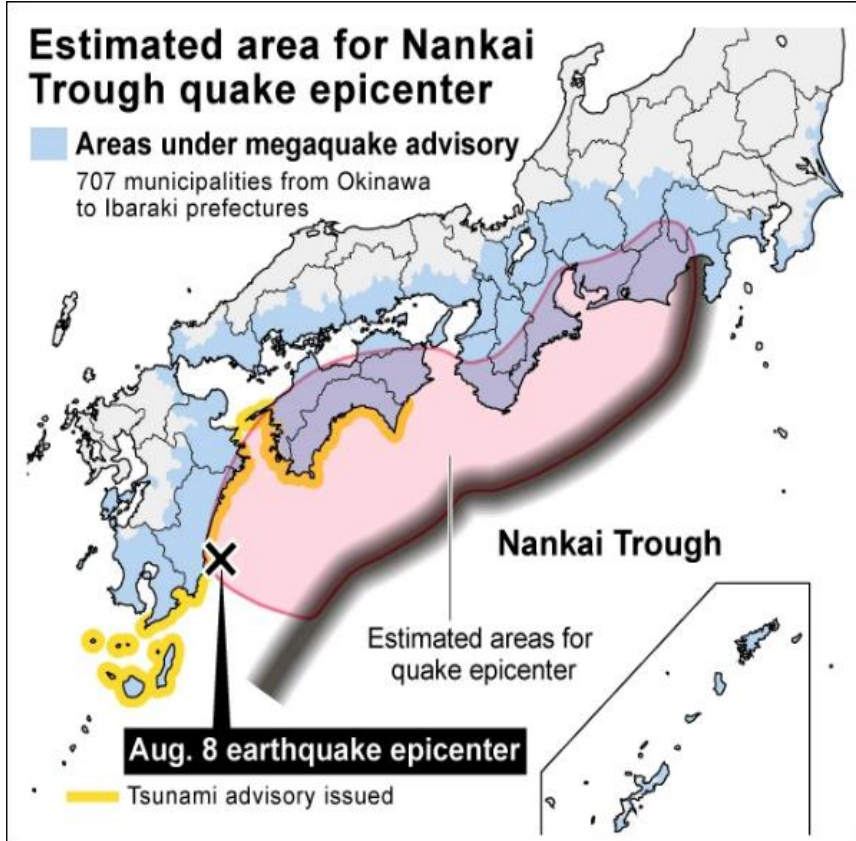 Estimated area for Nankai
Trough quake epicenter
Areas under megaquake advisory
707 municipalities from Okinawa
to Ibaraki prefectures
Nankai Trough
Estimated areas for
quake epicenter
Aug. 8 earthquake epicenter
Tsunami advisory issued